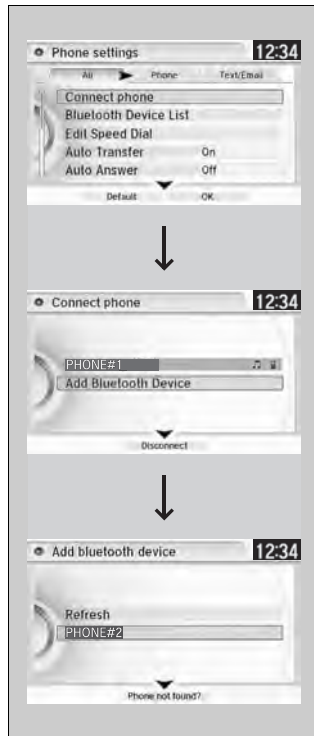 Phone settings 12:34
All Phone Text/Email
Connect phone
Bluetooth Device List
Edit Speed Dial
Auto Transfer On
Auto Answer Off
Default OK
Connect phone 12:34
PHONE#1
Add Bluetooth Device
Disconnect
Add bluetooth device 12:34
Refresh
PHONE#2
Phone not found?